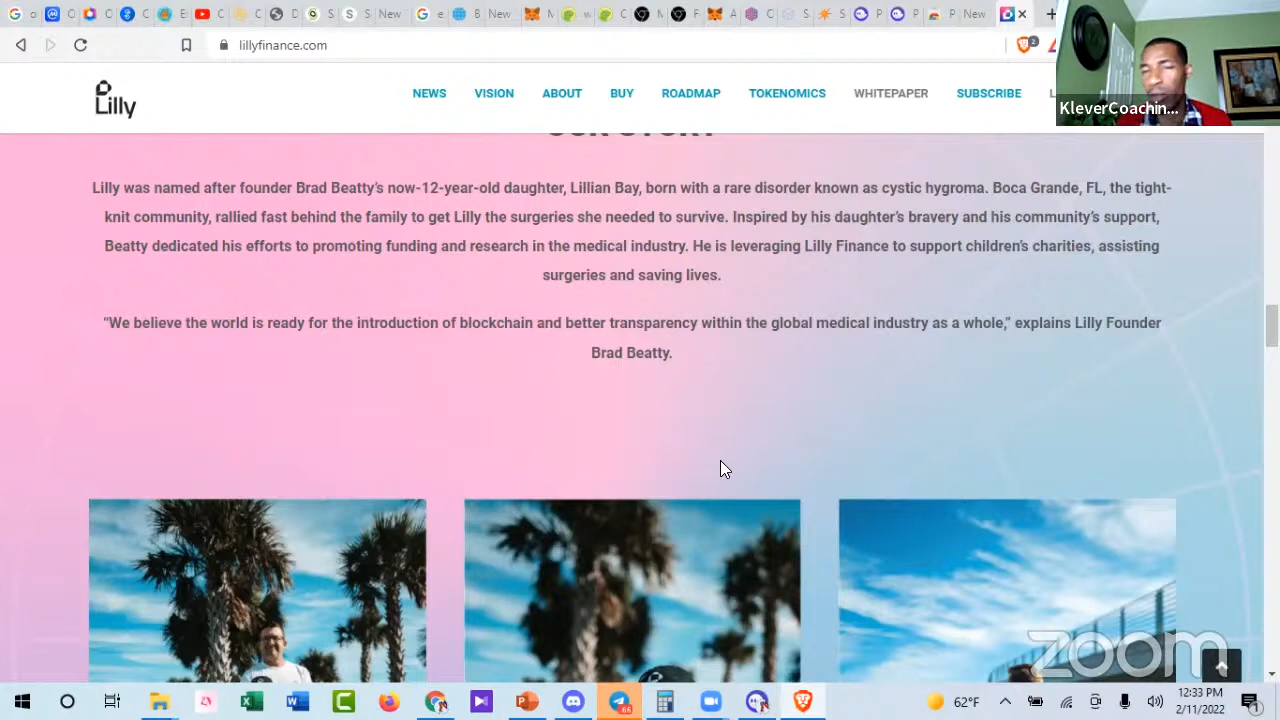 New
lillyfinance.com
2
Lilly
NEWS
VISION
ABOUT
BUY
ROADMAP
TOKENOMICS
WHITEPAPER
SUBSCRIBE
L
KleverCoachin...
OUR STORY
Lilly was named after founder Brad Beatty’s now-12-year-old daughter, Lillian Bay, born with a rare disorder known as cystic hygroma. Boca Grande, FL, the tight-
knit community, rallied fast behind the family to get Lilly the surgeries she needed to survive. Inspired by his daughter’s bravery and his community’s support,
Beatty dedicated his efforts to promoting funding and research in the medical industry. He is leveraging Lilly Finance to support children’s charities, assisting
surgeries and saving lives.
“We believe the world is ready for the introduction of blockchain and better transparency within the global medical industry as a whole,” explains Lilly Founder
Brad Beatty.
zoom
66
62°F
12:33 PM
2/11/2022
1